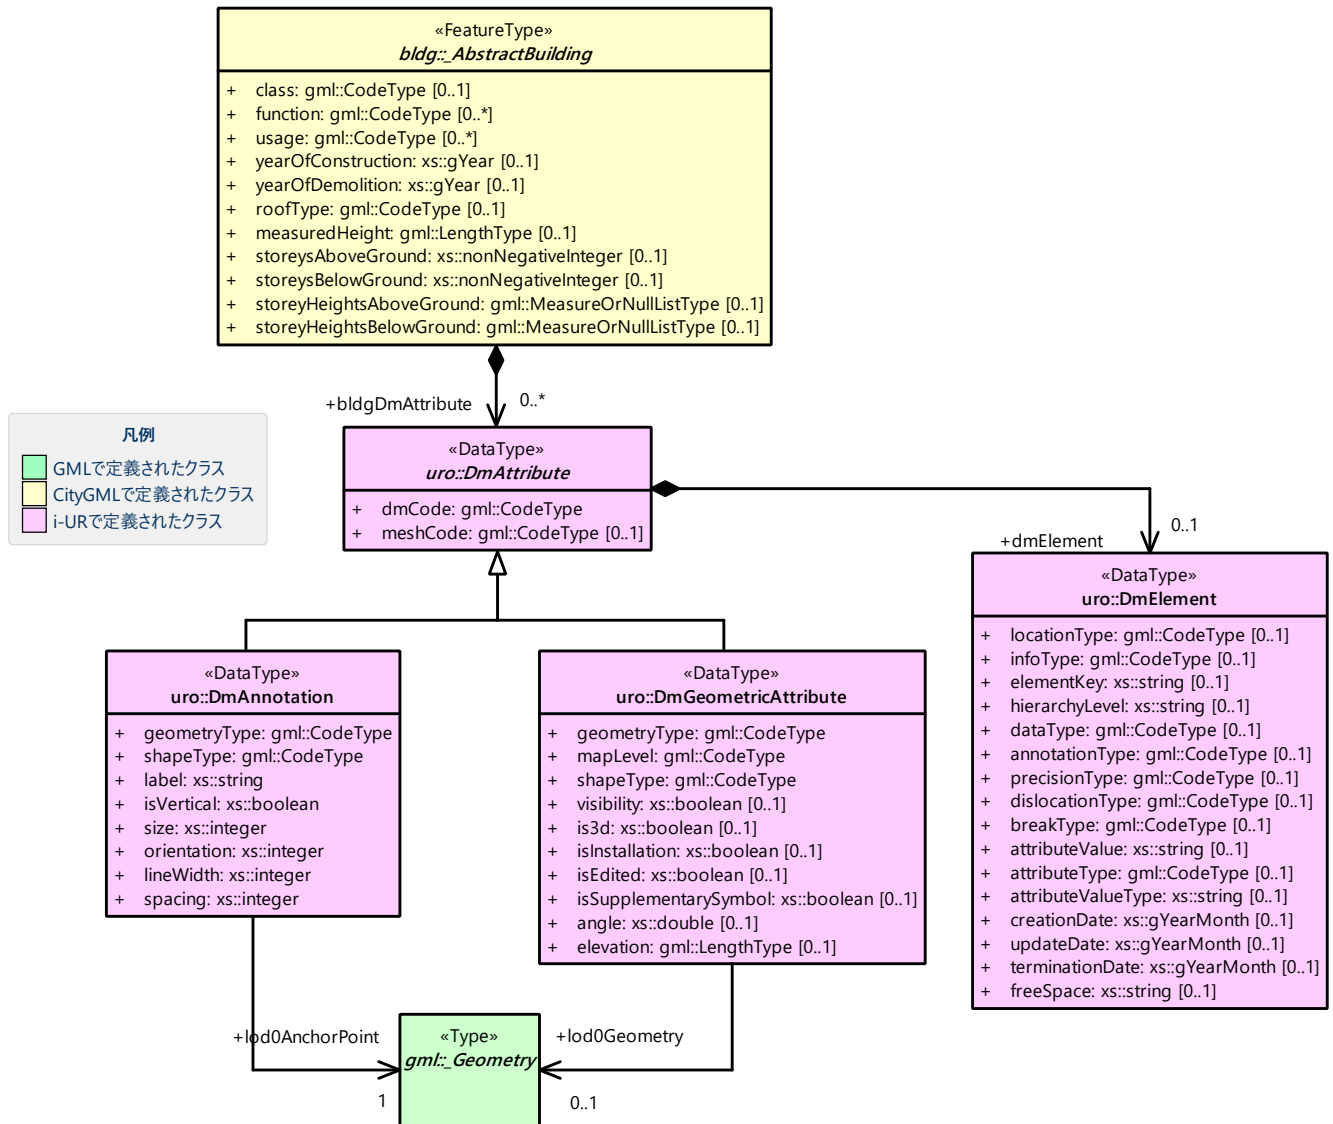 «FeatureType»
bldg::_AbstractBuilding
+ class: gml::CodeType [0..1]
+ function: gml::CodeType [0..*]
+ usage: gml::CodeType [0..*]
+ yearOfConstruction: xs::gYear [0..1]
+ yearOfDemolition: xs::gYear [0..1]
+ roofType: gml::CodeType [0..1]
+ measuredHeight: gml::LengthType [0..1]
+ storeysAboveGround: xs::nonNegativeInteger [0..1]
+ storeysBelowGround: xs::nonNegativeInteger [0..1]
+ storeyHeightsAboveGround: gml::MeasureOrNullListType [0..1]
+ storeyHeightsBelowGround: gml::MeasureOrNullListType [0..1]
+bldgDmAttribute
0..*
凡例
GMLで定義されたクラス
CityGMLで定義されたクラス
i-URで定義されたクラス
«DataType»
uro::DmAttribute
+ dmCode: gml::CodeType
+ meshCode: gml::CodeType [0..1]
+dmElement
0..1
«DataType»
uro::DmElement
+ locationType: gml::CodeType [0..1]
+ infoType: gml::CodeType [0..1]
+ elementKey: xs::string [0..1]
+ hierarchyLevel: xs::string [0..1]
+ dataType: gml::CodeType [0..1]
+ annotationType: gml::CodeType [0..1]
+ precisionType: gml::CodeType [0..1]
+ dislocationType: gml::CodeType [0..1]
+ breakType: gml::CodeType [0..1]
+ attributeValue: xs::string [0..1]
+ attributeType: gml::CodeType [0..1]
+ attributeValueType: xs::string [0..1]
+ creationDate: xs::gYearMonth [0..1]
+ updateDate: xs::gYearMonth [0..1]
+ terminationDate: xs::gYearMonth [0..1]
+ freeSpace: xs::string [0..1]
«DataType»
uro::DmAnnotation
+ geometryType: gml::CodeType
+ shapeType: gml::CodeType
+ label: xs::string
+ isVertical: xs::boolean
+ size: xs::integer
+ orientation: xs::integer
+ lineWidth: xs::integer
+ spacing: xs::integer
«DataType»
uro::DmGeometricAttribute
+ geometryType: gml::CodeType
+ mapLevel: gml::CodeType
+ shapeType: gml::CodeType
+ visibility: xs::boolean [0..1]
+ is3d: xs::boolean [0..1]
+ isInstallation: xs::boolean [0..1]
+ isEdited: xs::boolean [0..1]
+ isSupplementarySymbol: xs::boolean [0..1]
+ angle: xs::double [0..1]
+ elevation: gml::LengthType [0..1]
+lod0AnchorPoint
1
«Type»
gml::_Geometry
+lod0Geometry
0..1